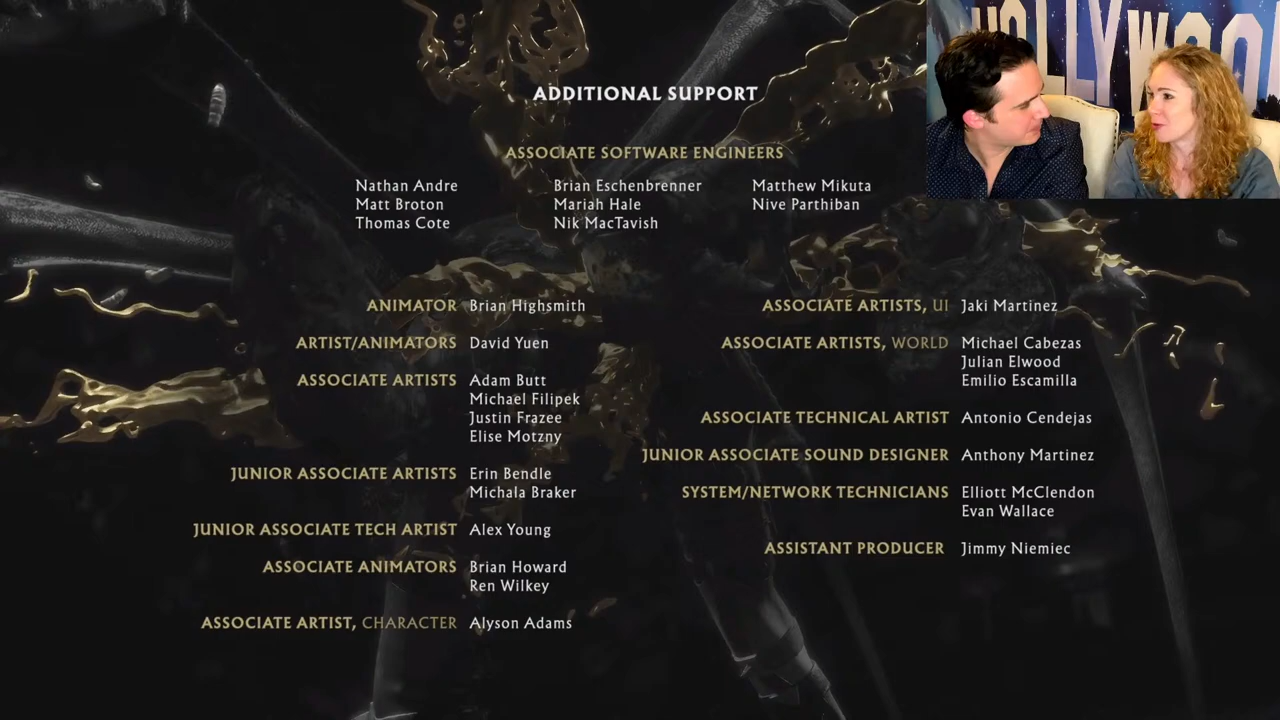 HOLLYWOO
ADDITIONAL SUPPORT
ASSOCIATE SOFTWARE ENGINEERS
Nathan Andre Brian Eschenbrenner Matthew Mikuta
Matt Broton Mariah Hale Nive Parthiban
Thomas Cote Nik MacTavish
ANIMATOR Brian Highsmith
ARTIST/ANIMATORS David Yuen
ASSOCIATE ARTISTS Adam Butt
Michael Filipek
Justin Frazee
Elise Motzny
JUNIOR ASSOCIATE ARTISTS Erin Bendle
Michala Braker
JUNIOR ASSOCIATE TECH ARTIST Alex Young
ASSOCIATE ANIMATORS Brian Howard
Ren Wilkey
ASSOCIATE ARTIST, CHARACTER Alyson Adams
ASSOCIATE ARTISTS, UI Jaki Martinez
ASSOCIATE ARTISTS, WORLD Michael Cabezas
Julian Elwood
Emilio Escamilla
ASSOCIATE TECHNICAL ARTIST Antonio Cendejas
JUNIOR ASSOCIATE SOUND DESIGNER Anthony Martinez
SYSTEM/NETWORK TECHNICIANS Elliott McClendon
Evan Wallace
ASSISTANT PRODUCER Jimmy Niemiec